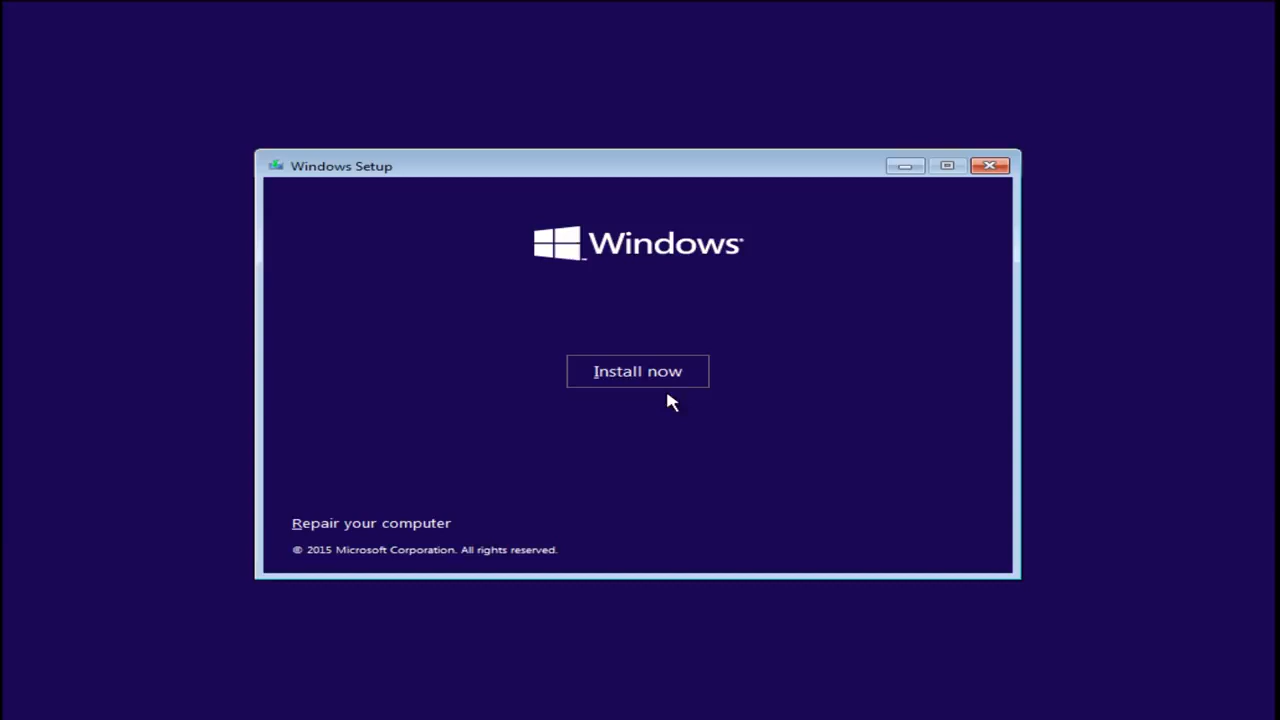 Windows Setup
Windows
Install now
Repair your computer
© 2015 Microsoft Corporation. All rights reserved.